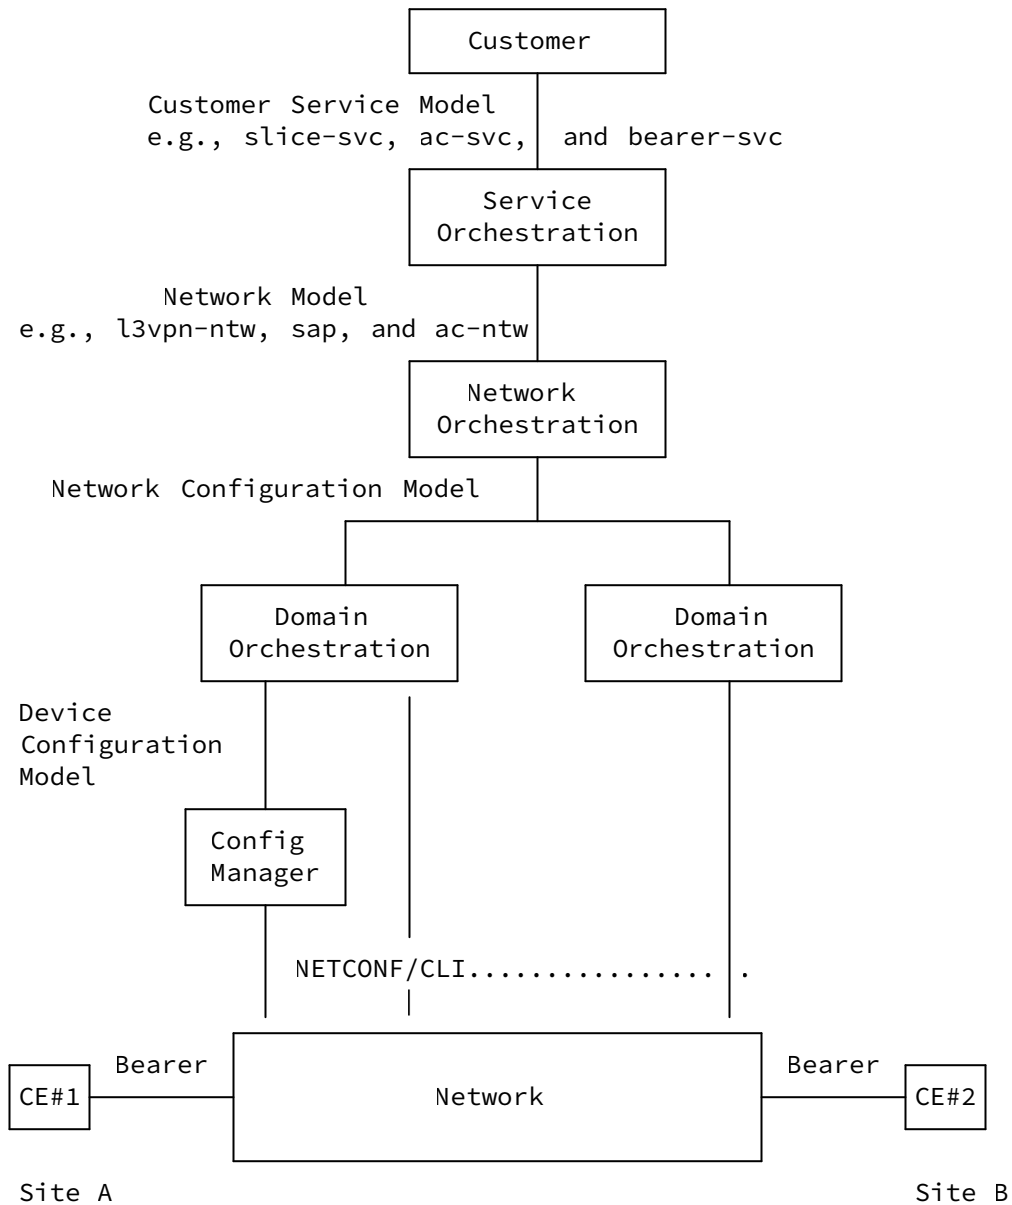 Customer
Customer Service Model
e.g., slice-svc, ac-svc, and bearer-svc
Service
Orchestration
Network Model
e.g., l3vpn-ntw, sap, and ac-ntw
Network
Orchestration
Network Configuration Model
Domain
Orchestration
Domain
Orchestration
Device
Configuration
Model
Config
Manager
NETCONF/CLI................ .
Bearer
Bearer
CE#1
Network
CE#2
Site A
Site B